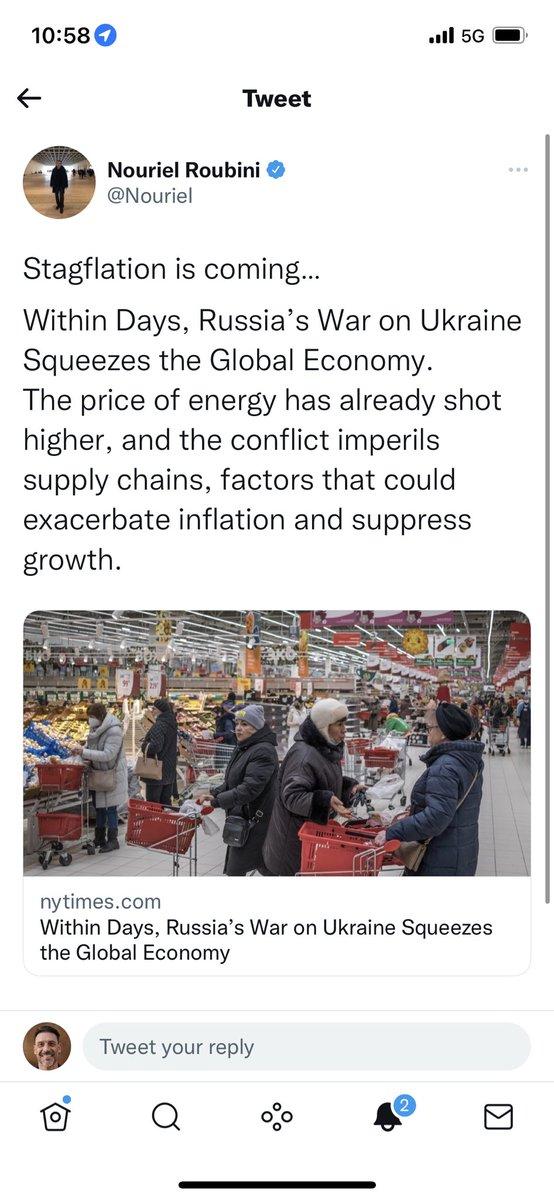 10:58
5G
Tweet
Nouriel Roubini
@Nouriel
Stagflation is coming...
Within Days, Russia’s War on Ukraine
Squeezes the Global Economy.
The price of energy has already shot
higher, and the conflict imperils
supply chains, factors that could
exacerbate inflation and suppress
growth.
nytimes.com
Within Days, Russia’s War on Ukraine Squeezes
the Global Economy
Tweet your reply
2